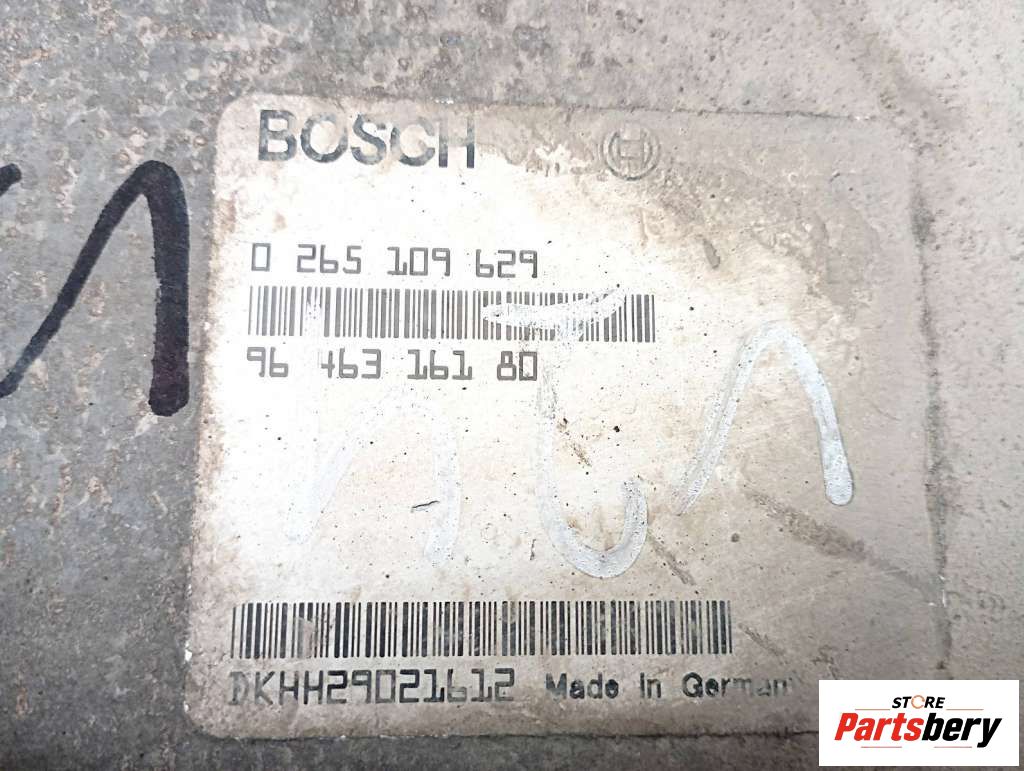 BOSCH
0 265 109 629
96 463 161 80
DKHH29021612 Made in Germany
STORE
Partsbery